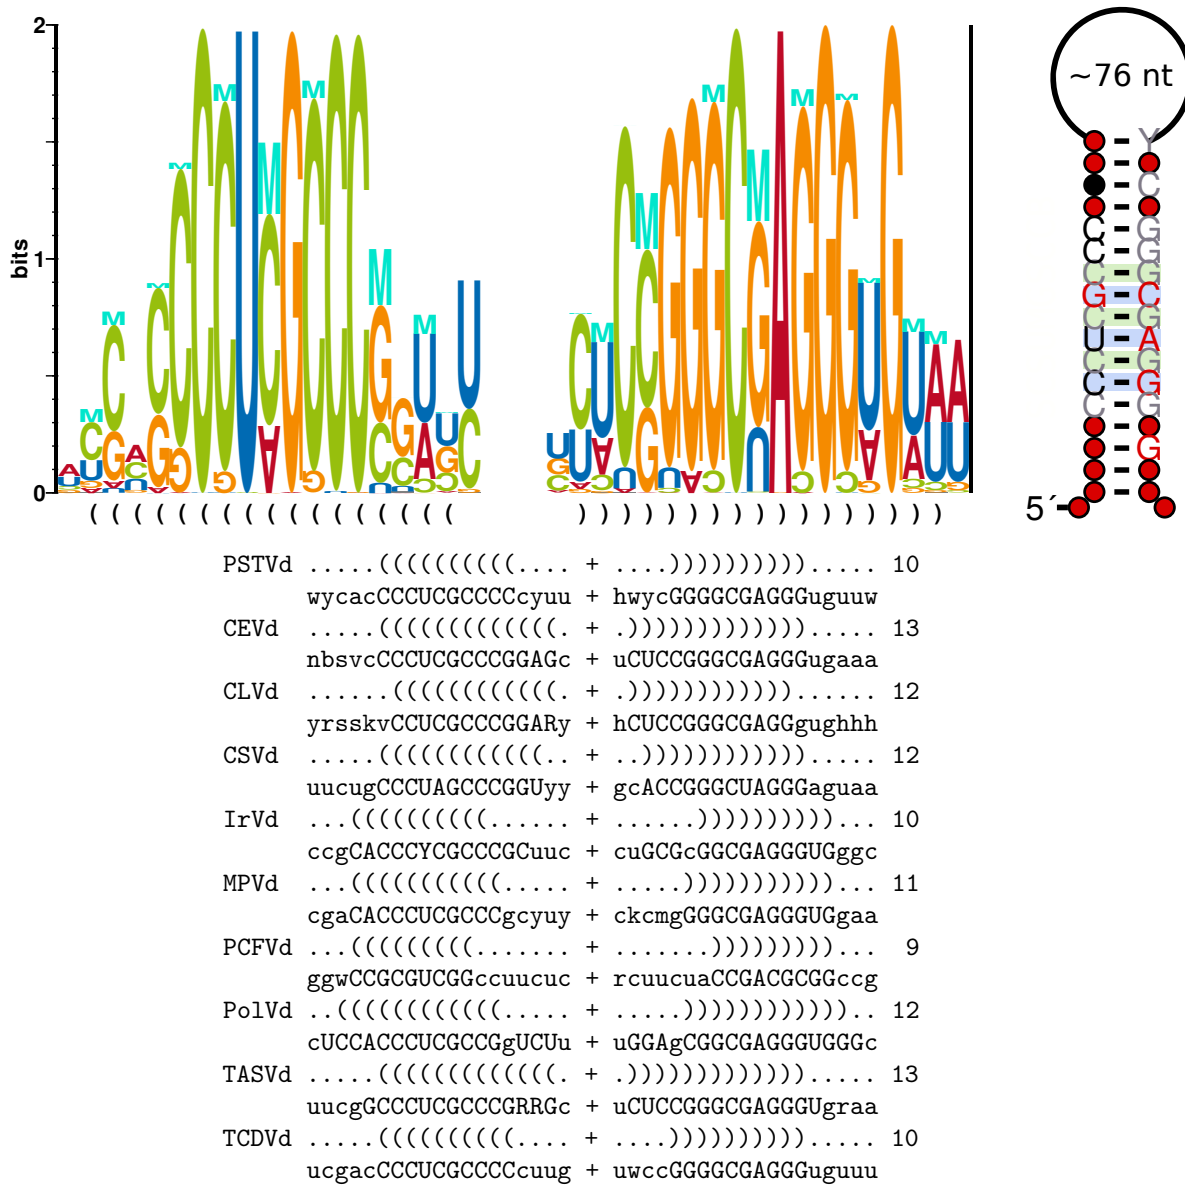 2
1
0
bits
( ( ( ( ( ( ( ( ( ( ( ( ( ( ( ( ( ) ) ) ) ) ) ) ) ) ) ) ) ) ) ) ) )
~76 nt
Y
C
C G
C G
C G
G C
C G
U A
C G
C G
C G
G
5´
PSTVd .....((((((((((.... + ....))))))))))..... 10
wycacCCCUCGCCCCcyuu + hwycGGGGCGAGGGuguuw
CEVd .....(((((((((((((. + .)))))))))))))..... 13
nbsvcCCCUCGCCCGGAGc + uCUCCGGGCGAGGGugaaa
CLVd ......((((((((((((. + .))))))))))))...... 12
yrsskvCCUCGCCCGGARy + hCUCCGGGCGAGGgughhh
CSVd .....((((((((((((.. + ..))))))))))))..... 12
uucugCCCUAGCCCGGUyy + gcACCGGGCUAGGGaguaa
IrVd ...((((((((((...... + ......))))))))))... 10
ccgCACCCYCGCCCGCuuc + cuGCGcGGCGAGGGUGggc
MPVd ...(((((((((((..... + .....)))))))))))... 11
cgaCACCCUCGCCCgcyuy + ckcmgGGGCGAGGGUGgaa
PCFVd ...(((((((((....... + .......)))))))))... 9
ggwCCGCGUCGGccuucuc + rcuucuaCCGACGCGGccg
PolVd ..((((((((((((..... + .....)))))))))))).. 12
cUCCACCCUCGCCGgUCUu + uGGAgCGGCGAGGGUGGGc
TASVd .....(((((((((((((. + .)))))))))))))..... 13
uucgGCCCUCGCCCGRRGc + uCUCCGGGCGAGGGUgraa
TCDVd .....((((((((((.... + ....))))))))))..... 10
ucgacCCCUCGCCCCcuug + uwccGGGGCGAGGGuguuu